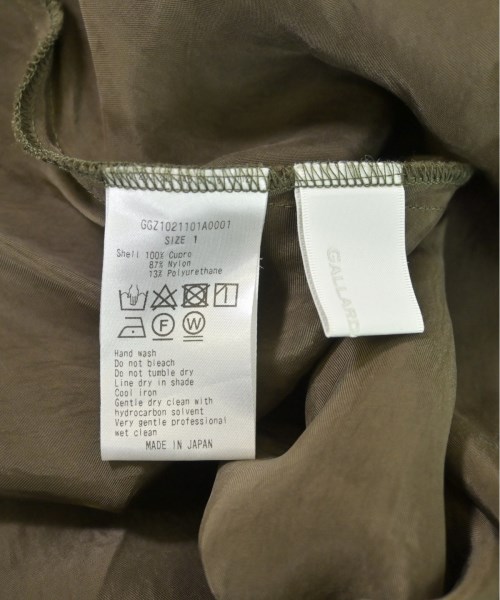 GGZ1021101A0001
SIZE 1
Shell 100% Cupro
87% Nylon
13% Polyurethane
F
W
Hand wash
Do not bleach
Do not tumble dry
Line dry in shade
Cool iron
Gentle dry clean with
hydrocarbon solvent
Very gentle professional
wet clean
MADE IN JAPAN
GALLARD